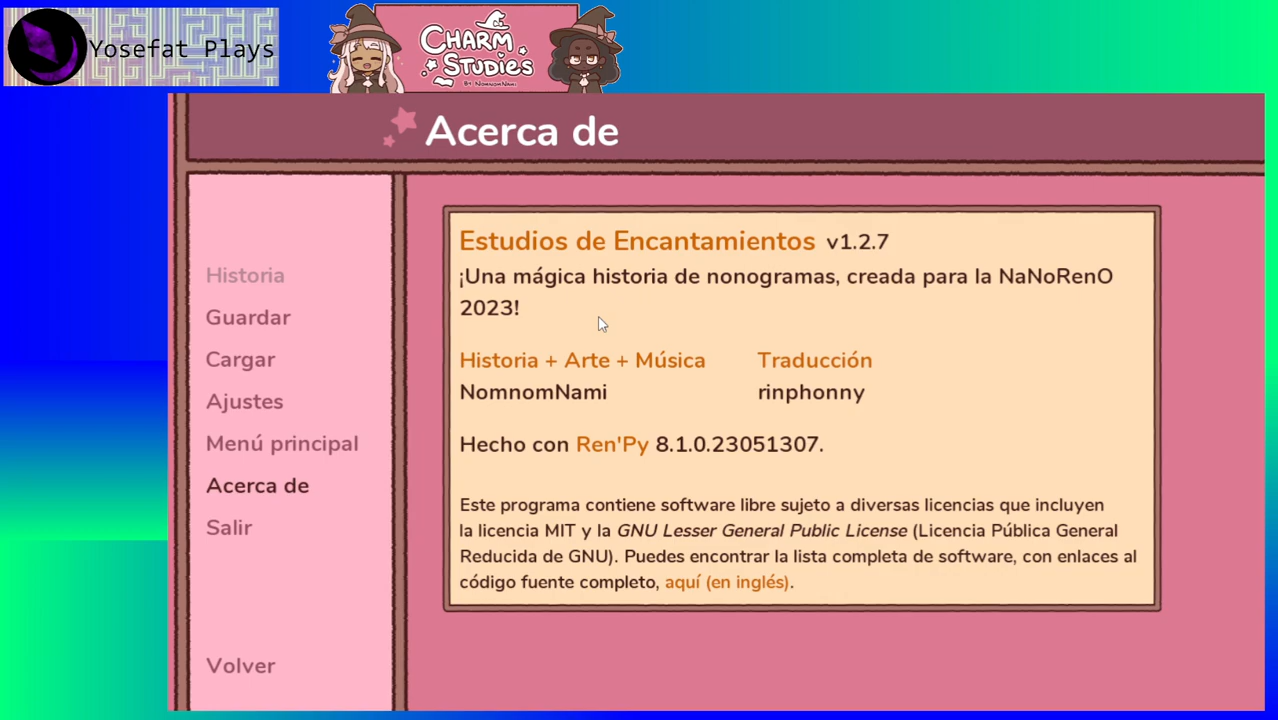 Yosefat Plays
CHARM
STUDIES
BY NOMNOMNAMI
Acerca de
Historia
Guardar
Cargar
Ajustes
Menú principal
Acerca de
Salir
Volver
Estudios de Encantamientos v1.2.7
¡Una mágica historia de nonogramas, creada para la NaNoRenO
2023!
Historia + Arte + Música Traducción
NomnomNami rinphonny
Hecho con Ren'Py 8.1.0.23051307.
Este programa contiene software libre sujeto a diversas licencias que incluyen
la licencia MIT y la GNU Lesser General Public License (Licencia Pública General
Reducida de GNU). Puedes encontrar la lista completa de software, con enlaces al
código fuente completo, aquí (en inglés).